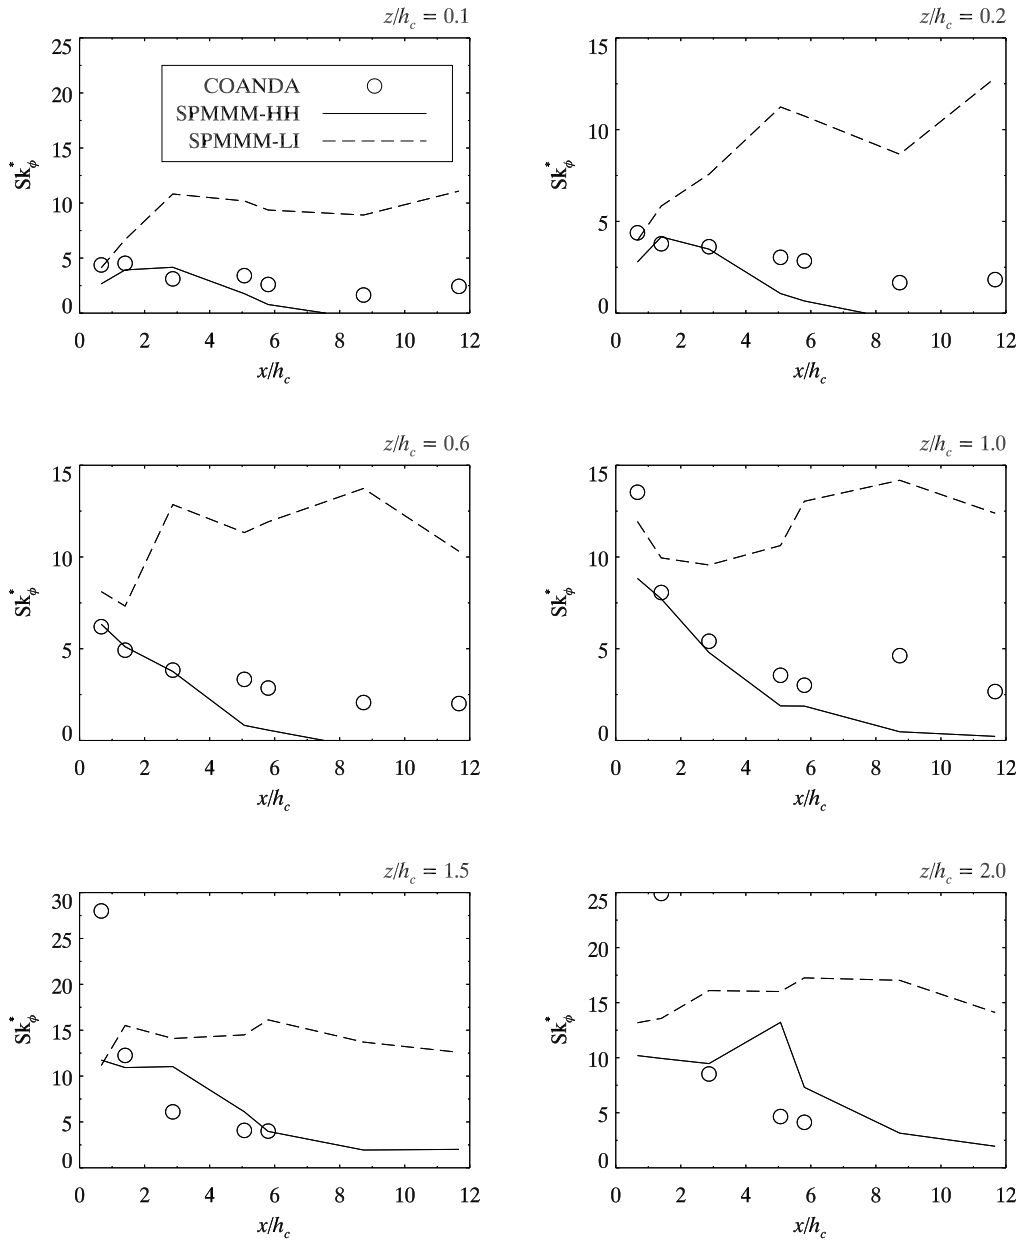 z/h_c = 0.1
25
20
15
10
5
0
Sk*_ϕ
COANDA
SPMMM-HH
SPMMM-LI
0 2 4 6 8 10 12
x/h_c
z/h_c = 0.2
15
10
5
0
Sk*_ϕ
0 2 4 6 8 10 12
x/h_c
z/h_c = 0.6
15
10
5
0
Sk*_ϕ
0 2 4 6 8 10 12
x/h_c
z/h_c = 1.0
15
10
5
0
Sk*_ϕ
0 2 4 6 8 10 12
x/h_c
z/h_c = 1.5
30
25
20
15
10
5
0
Sk*_ϕ
0 2 4 6 8 10 12
x/h_c
z/h_c = 2.0
25
20
15
10
5
0
Sk*_ϕ
0 2 4 6 8 10 12
x/h_c